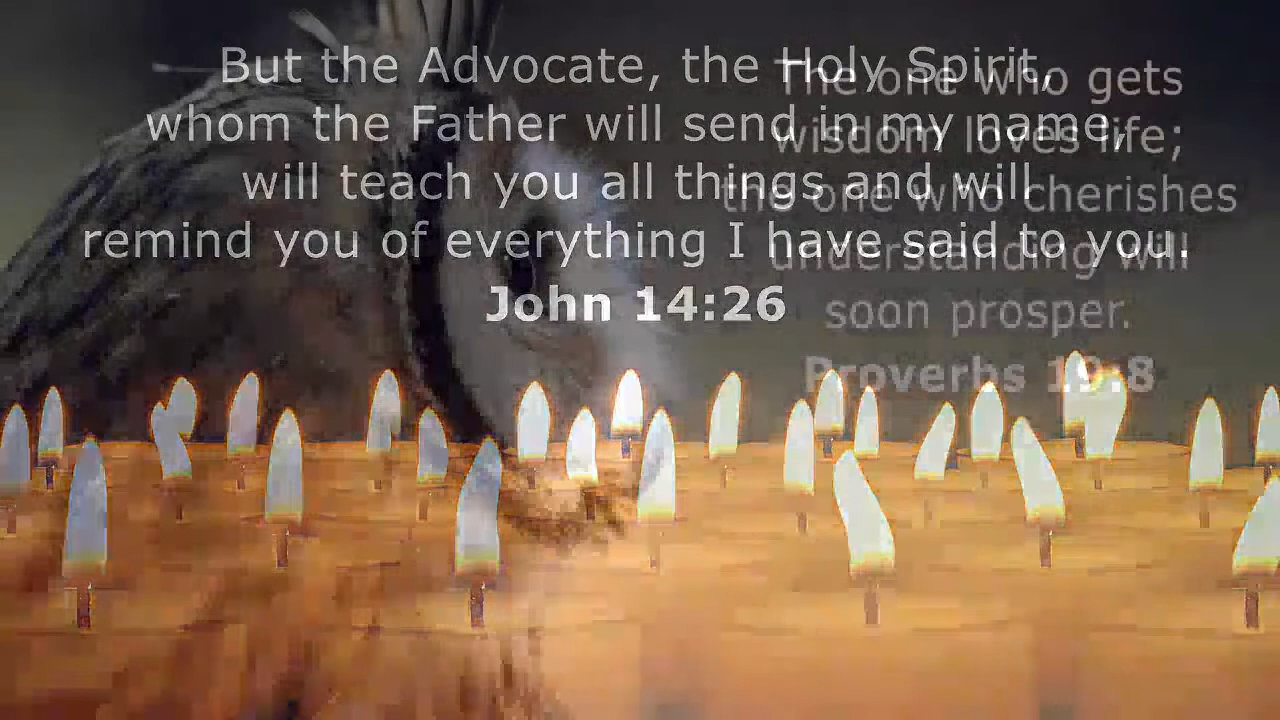 But the Advocate, the Holy Spirit,
whom the Father will send in my name,
will teach you all things and will
remind you of everything I have said to you.
John 14:26
The one who gets
wisdom loves life;
the one who cherishes
understanding will
soon prosper.
Proverbs 19:8